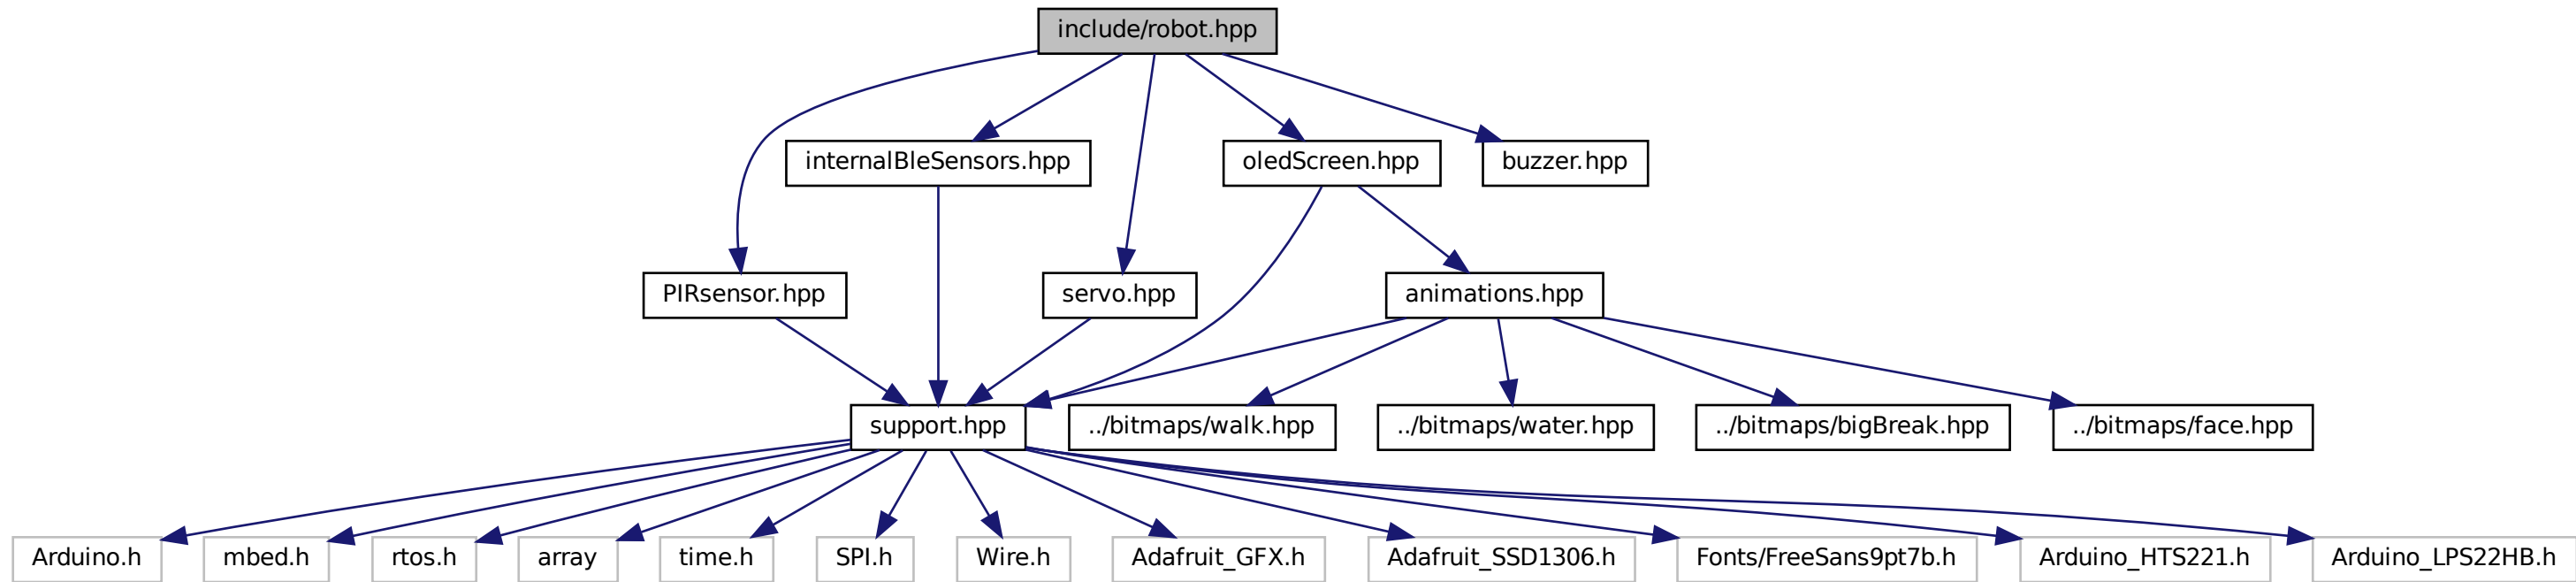 include/robot.hpp
internalBleSensors.hpp
oledScreen.hpp
buzzer.hpp
PIRsensor.hpp
servo.hpp
animations.hpp
support.hpp
../bitmaps/walk.hpp
../bitmaps/water.hpp
../bitmaps/bigBreak.hpp
../bitmaps/face.hpp
Arduino.h
mbed.h
rtos.h
array
time.h
SPI.h
Wire.h
Adafruit_GFX.h
Adafruit_SSD1306.h
Fonts/FreeSans9pt7b.h
Arduino_HTS221.h
Arduino_LPS22HB.h